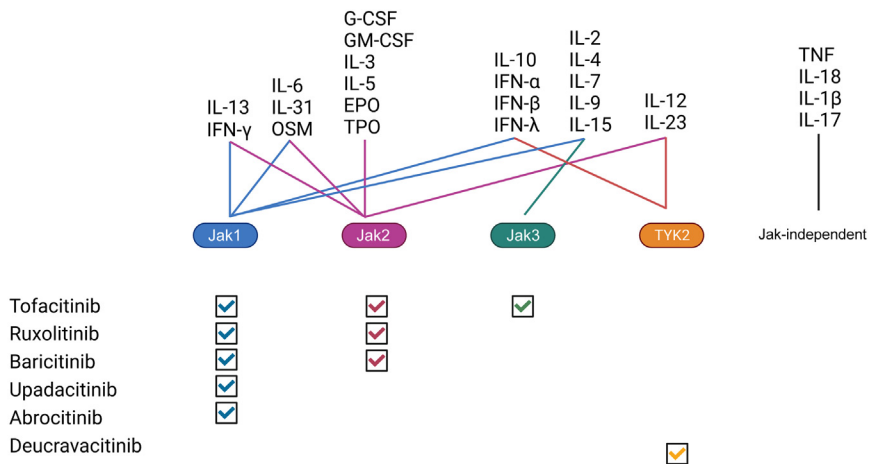 G-CSF
GM-CSF
IL-3
IL-5
EPO
TPO
IL-13
IFN-γ
IL-6
IL-31
OSM
IL-10
IFN-α
IFN-β
IFN-λ
IL-2
IL-4
IL-7
IL-9
IL-15
IL-12
IL-23
TNF
IL-18
IL-1β
IL-17
Jak1
Jak2
Jak3
TYK2
Jak-independent
Tofacitinib
Ruxolitinib
Baricitinib
Upadacitinib
Abrocitinib
Deucravacitinib